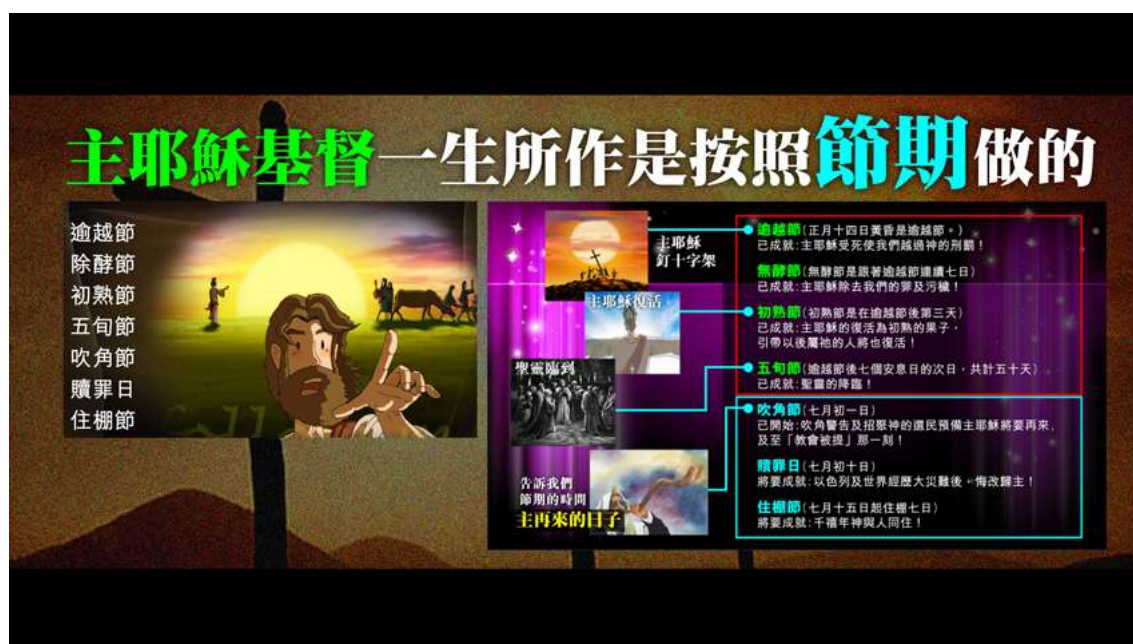 主耶穌基督一生所作是按照節期做的
逾越節
除酵節
初熟節
五旬節
吹角節
贖罪日
住棚節
主耶穌
釘十字架
主耶穌復活
聖靈臨到
告訴我們
節期的時間
主再來的日子
逾越節(正月十四日黃昏是逾越節。)
已成就:主耶穌受死使我們越過神的刑罰!
無酵節(無酵節是跟著逾越節連續七日)
已成就:主耶穌除去我們的罪及污穢!
初熟節(初熟節是在逾越節後第三天)
已成就:主耶穌的復活為初熟的果子,
引帶以後屬祂的人將也復活!
五旬節(逾越節後七個安息日的次日,共計五十天)
已成就:聖靈的降臨!
吹角節(七月初一日)
已開始:吹角警告及招聚神的選民預備主耶穌將要再來,
及至「教會被提」那一刻!
贖罪日(七月初十日)
將要成就:以色列及世界經歷大災難後,悔改歸主!
住棚節(七月十五日起住棚七日)
將要成就:千禧年神與人同住!